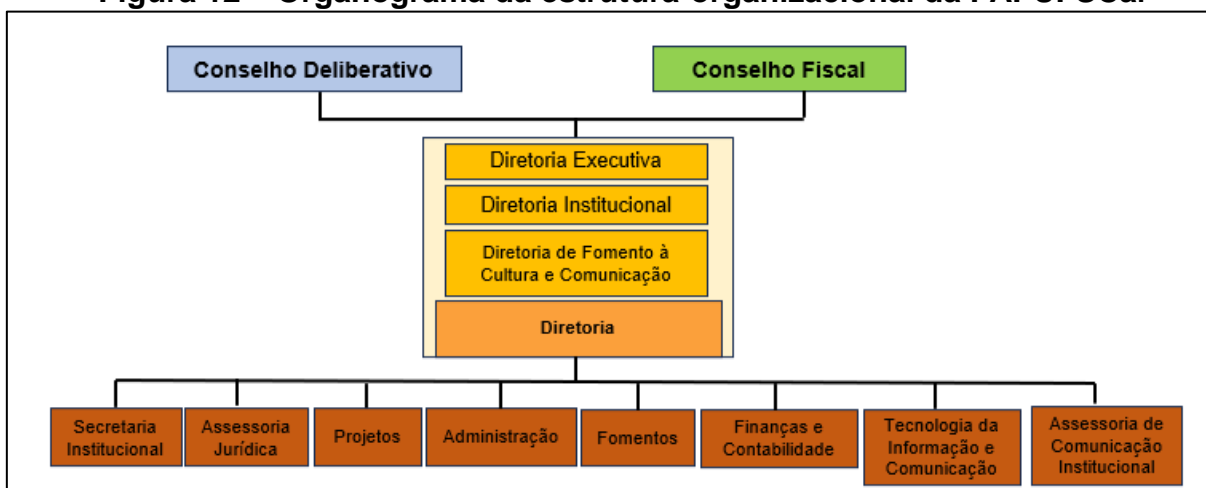 Conselho Deliberativo
Conselho Fiscal
Diretoria Executiva
Diretoria Institucional
Diretoria de Fomento à
Cultura e Comunicação
Diretoria
Secretaria
Institucional
Assessoria
Jurídica
Projetos
Administração
Fomentos
Finanças e
Contabilidade
Tecnologia da
Informação e
Comunicação
Assessoria de
Comunicação
Institucional